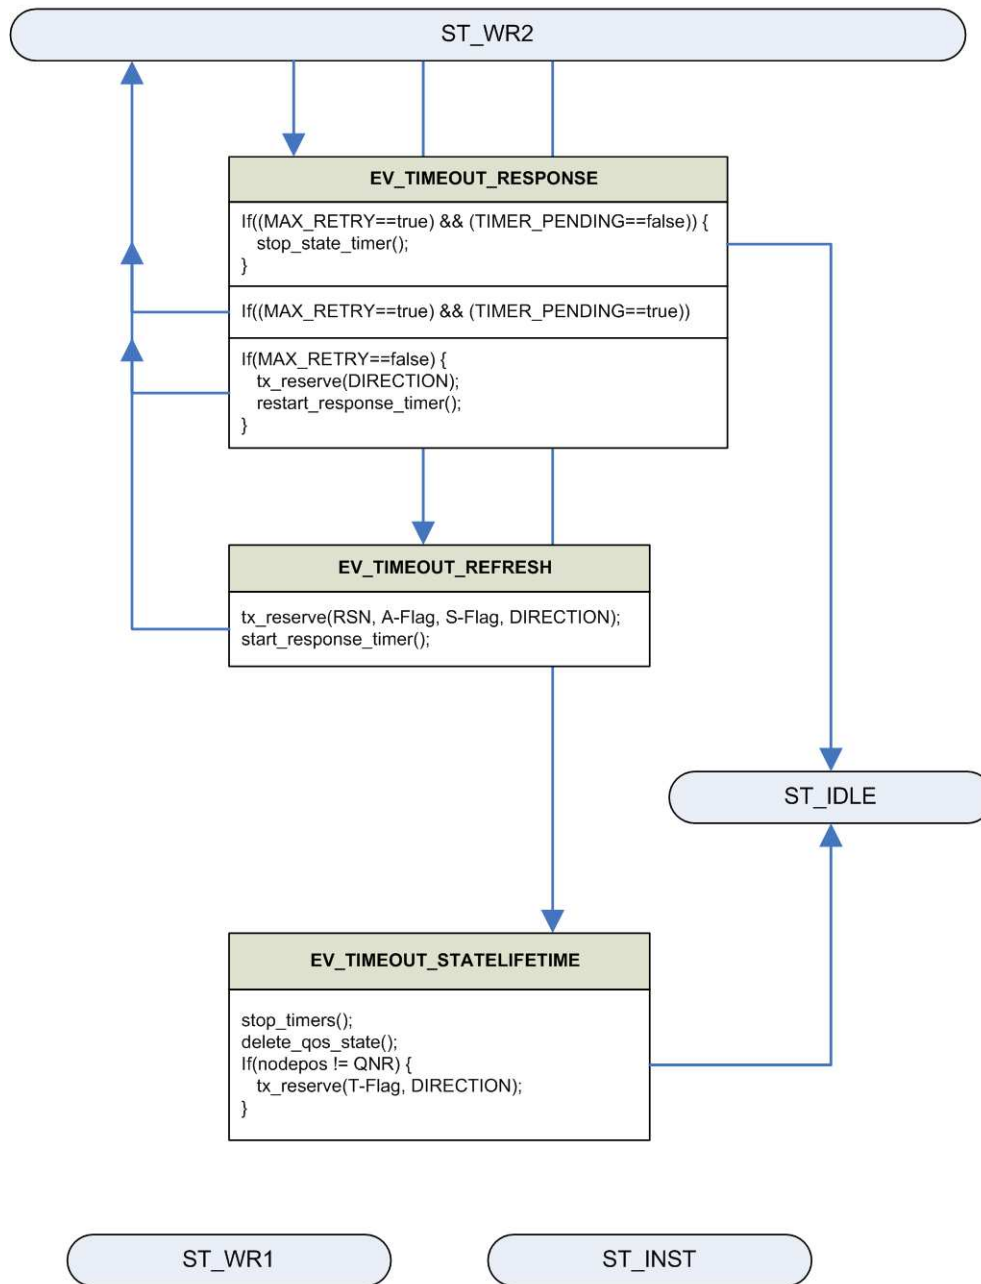 ST_WR2
EV_TIMEOUT_RESPONSE
If((MAX_RETRY==true) && (TIMER_PENDING==false)) {
stop_state_timer();
}
If((MAX_RETRY==true) && (TIMER_PENDING==true))
If(MAX_RETRY==false) {
tx_reserve(DIRECTION);
restart_response_timer();
}
EV_TIMEOUT_REFRESH
tx_reserve(RSN, A-Flag, S-Flag, DIRECTION);
start_response_timer();
ST_IDLE
EV_TIMEOUT_STATELIFETIME
stop_timers();
delete_qos_state();
If(nodepos != QNR) {
tx_reserve(T-Flag, DIRECTION);
}
ST_WR1
ST_INST